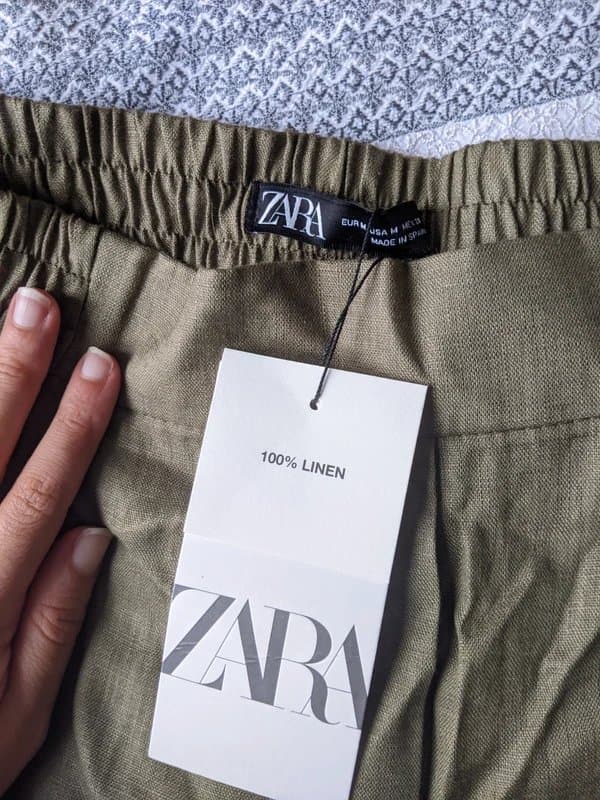 ZARA
EUR M USA M MEX
MADE IN SPAIN
100% LINEN
ZARA